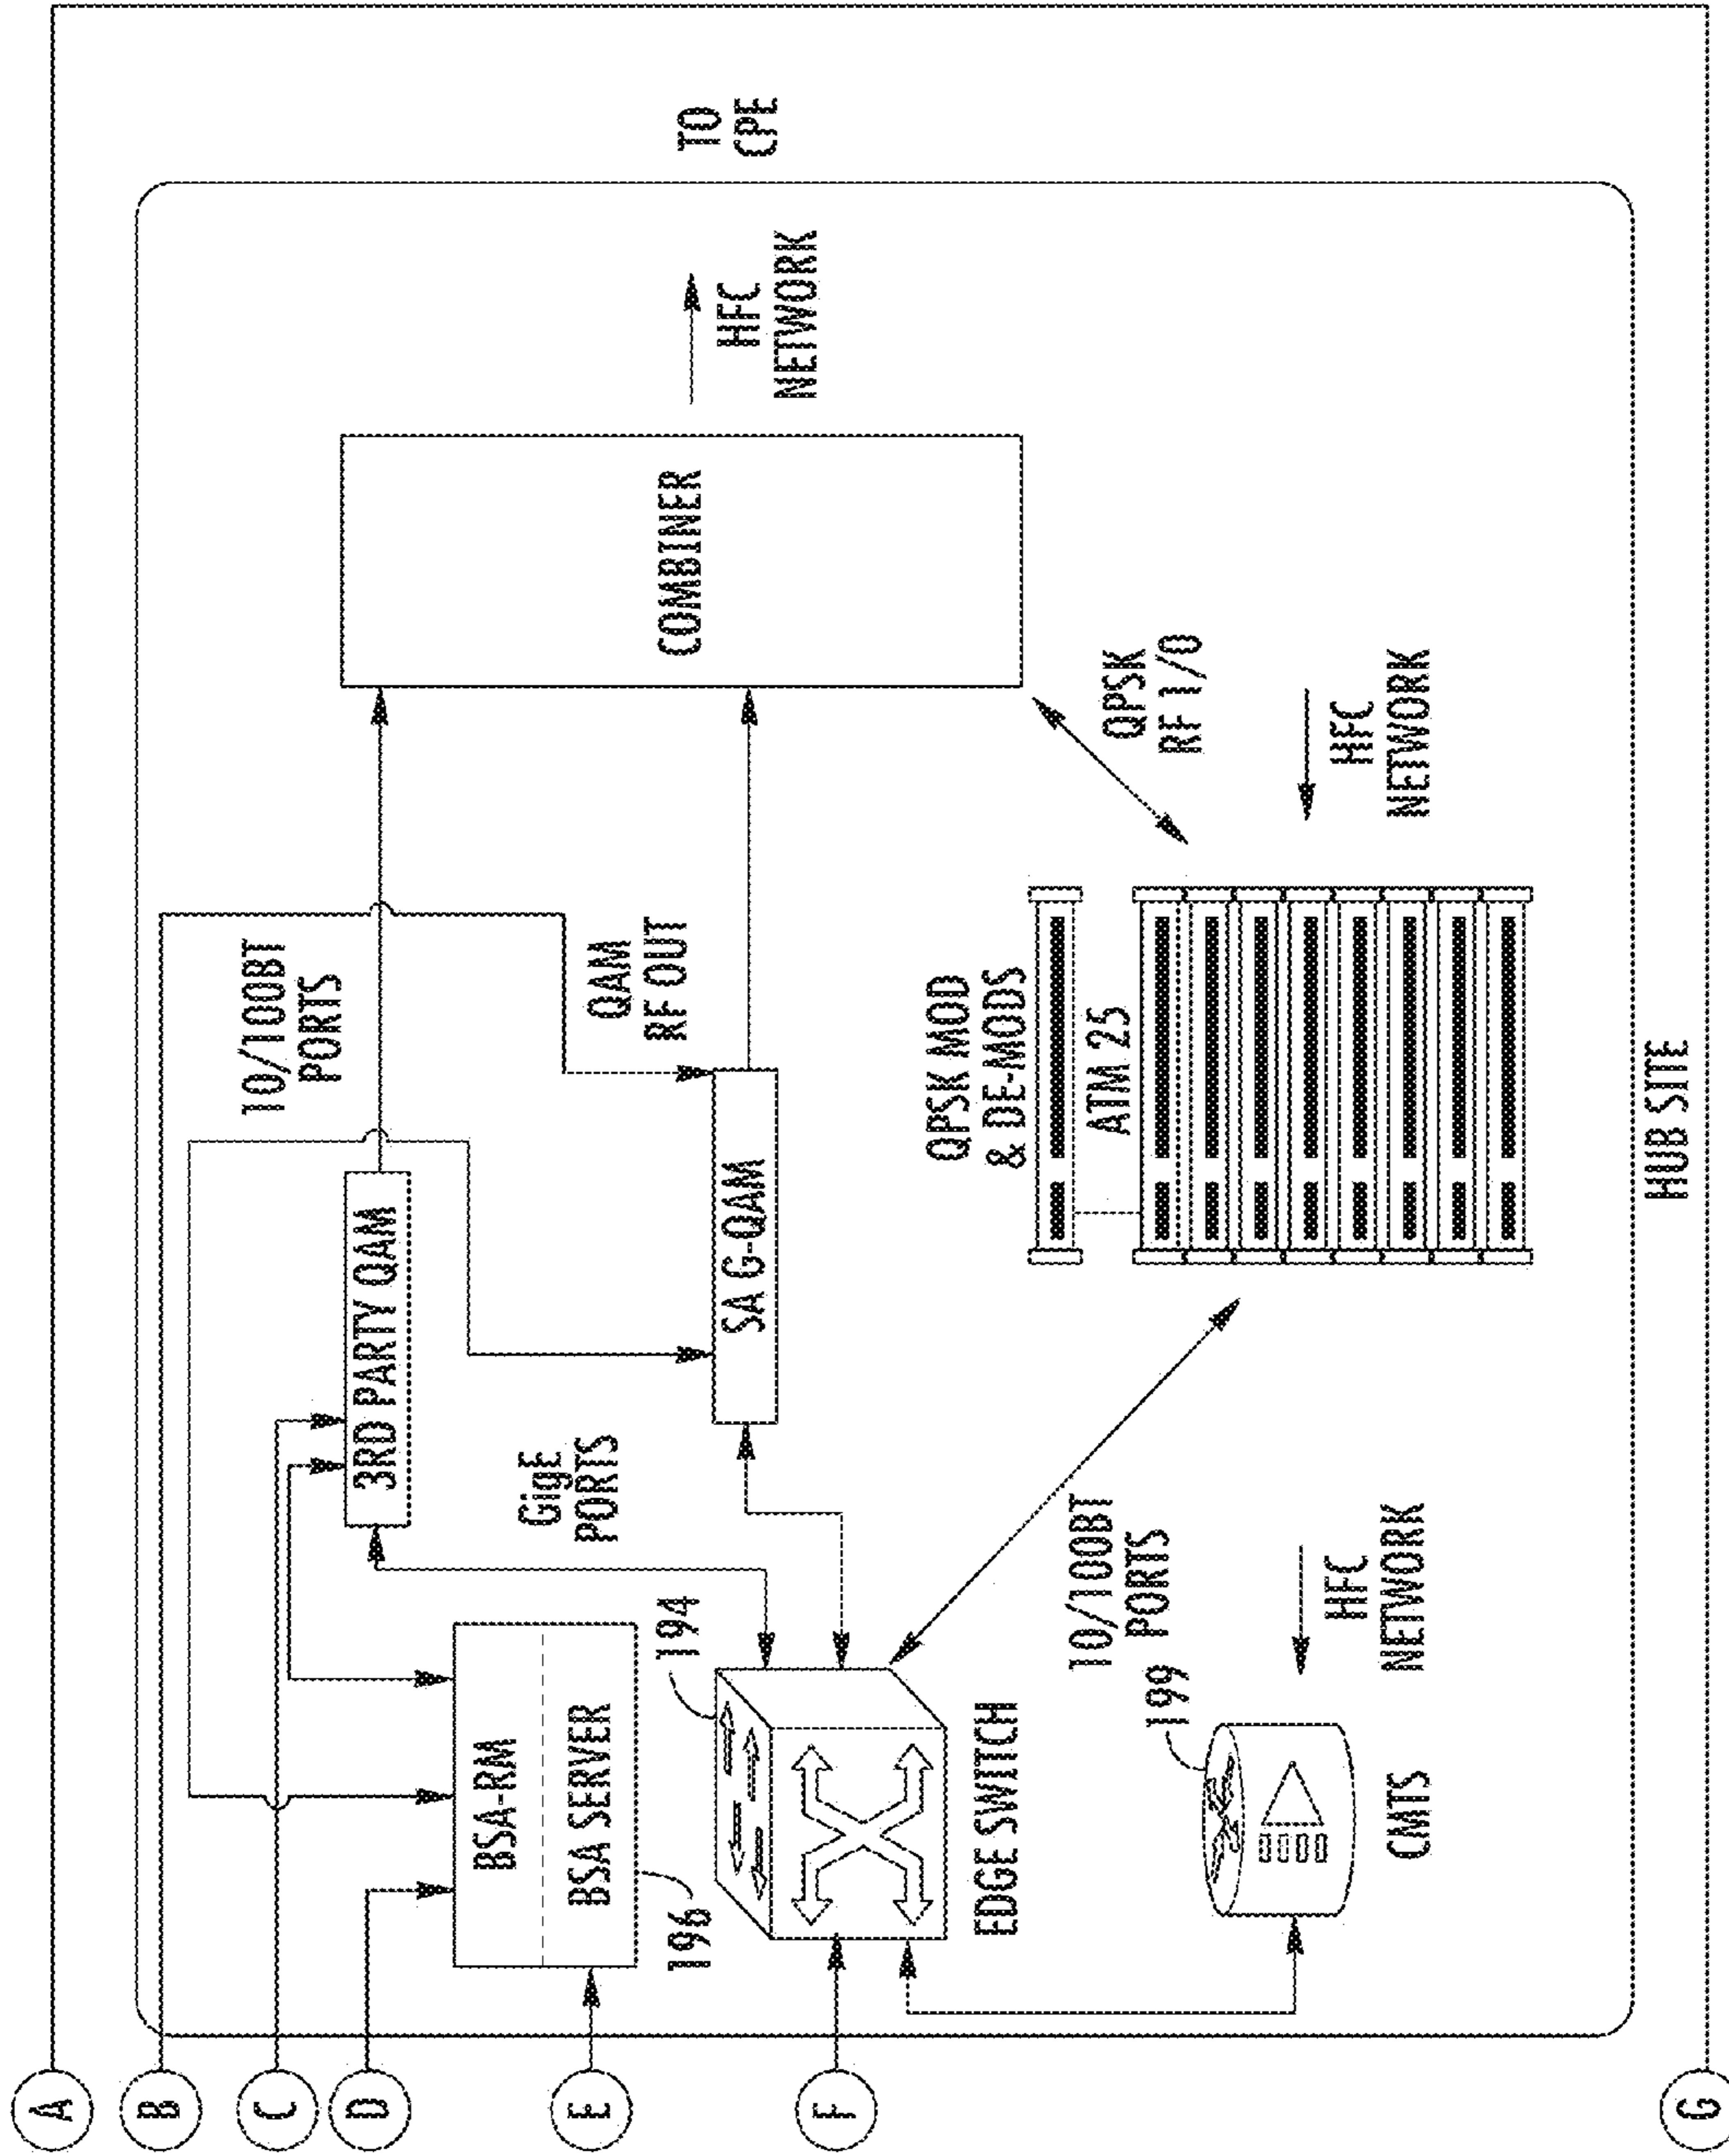 A
B
C
D
E
F
G
10/100BT
PORTS
3RD PARTY QAM
TO
CPE
BSA-RM
BSA SERVER
196
194
GigE
PORTS
SA G-QAM
QAM
RF OUT
COMBINER
HFC
NETWORK
EDGE SWITCH
10/100BT
PORTS
QPSK MOD
& DE-MODS
ATM 25
QPSK
RF I/O
199
CMTS
HFC
NETWORK
HFC
NETWORK
HUB SITE